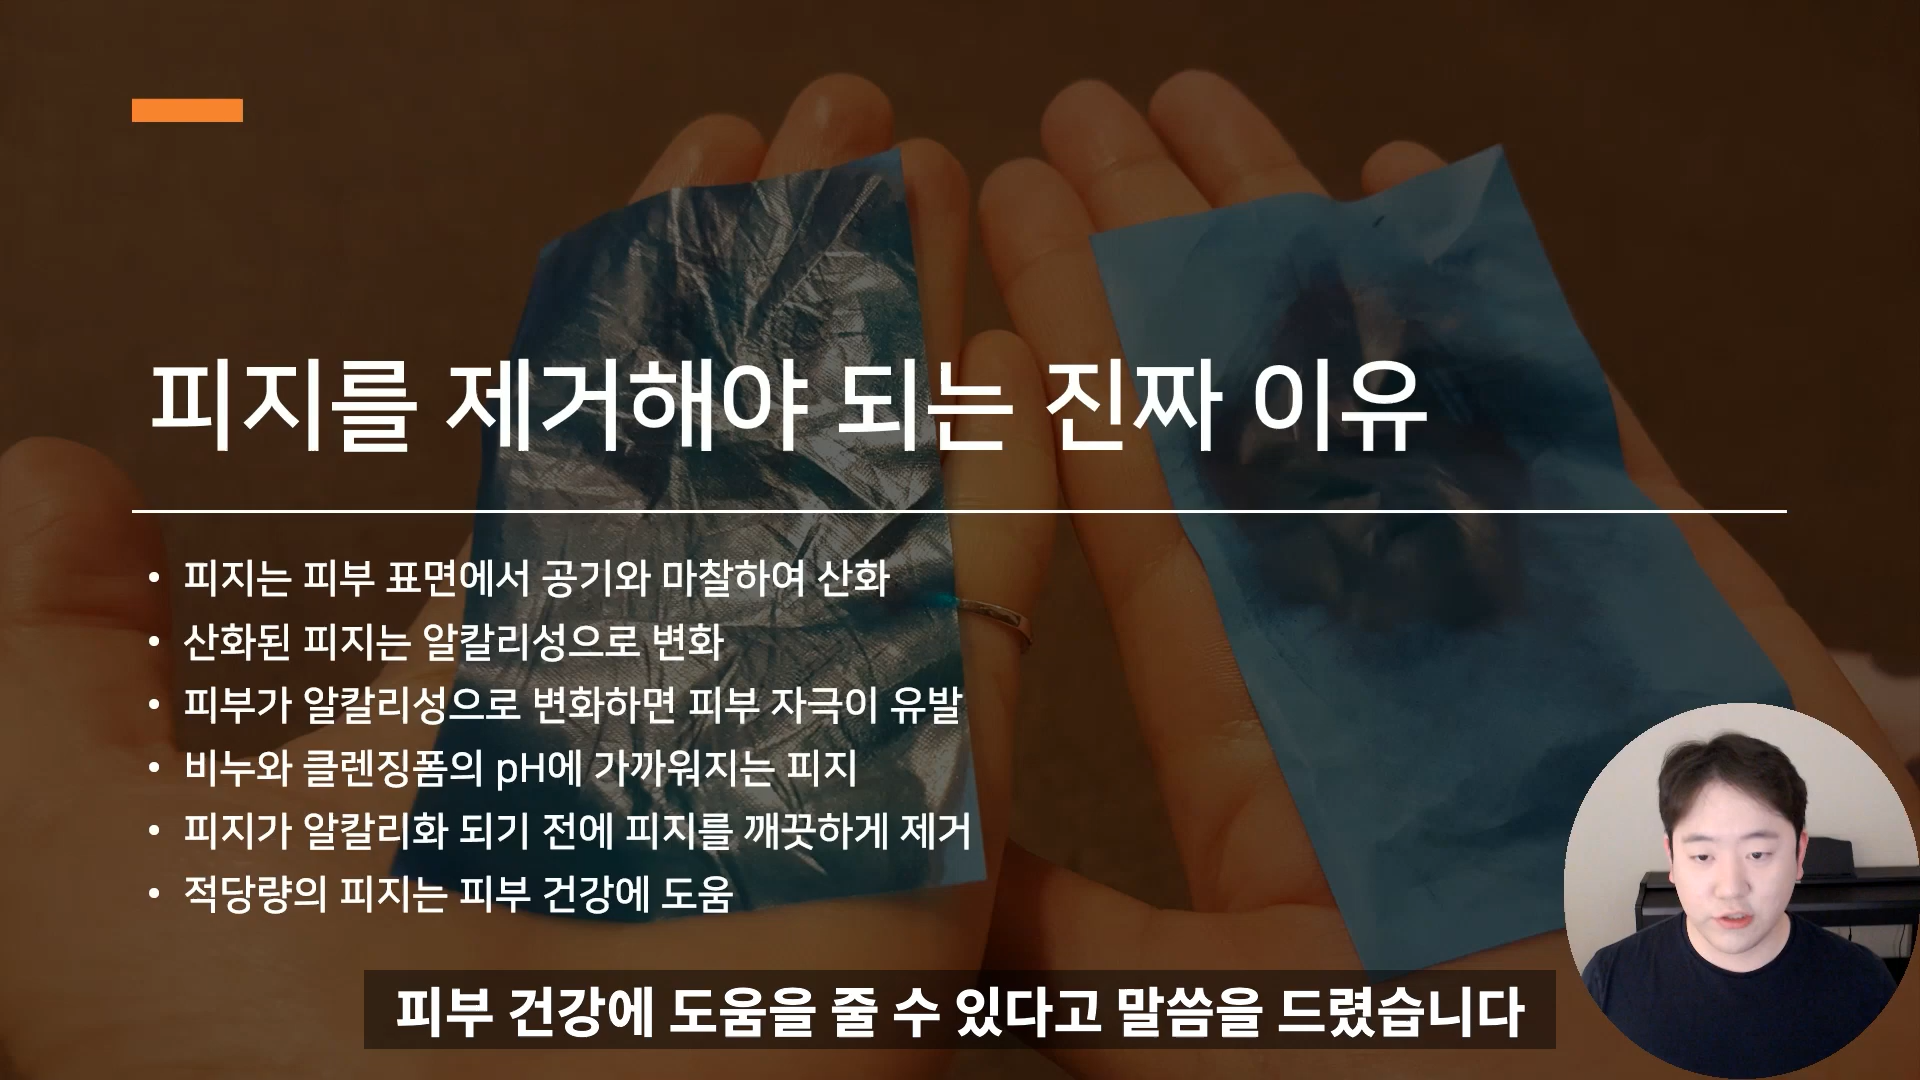 피지를 제거해야 되는 진짜 이유
• 피지는 피부 표면에서 공기와 마찰하여 산화
• 산화된 피지는 알칼리성으로 변화
• 피부가 알칼리성으로 변화하면 피부 자극이 유발
• 비누와 클렌징폼의 pH에 가까워지는 피지
• 피지가 알칼리화 되기 전에 피지를 깨끗하게 제거
• 적당량의 피지는 피부 건강에 도움
피부 건강에 도움을 줄 수 있다고 말씀을 드렸습니다